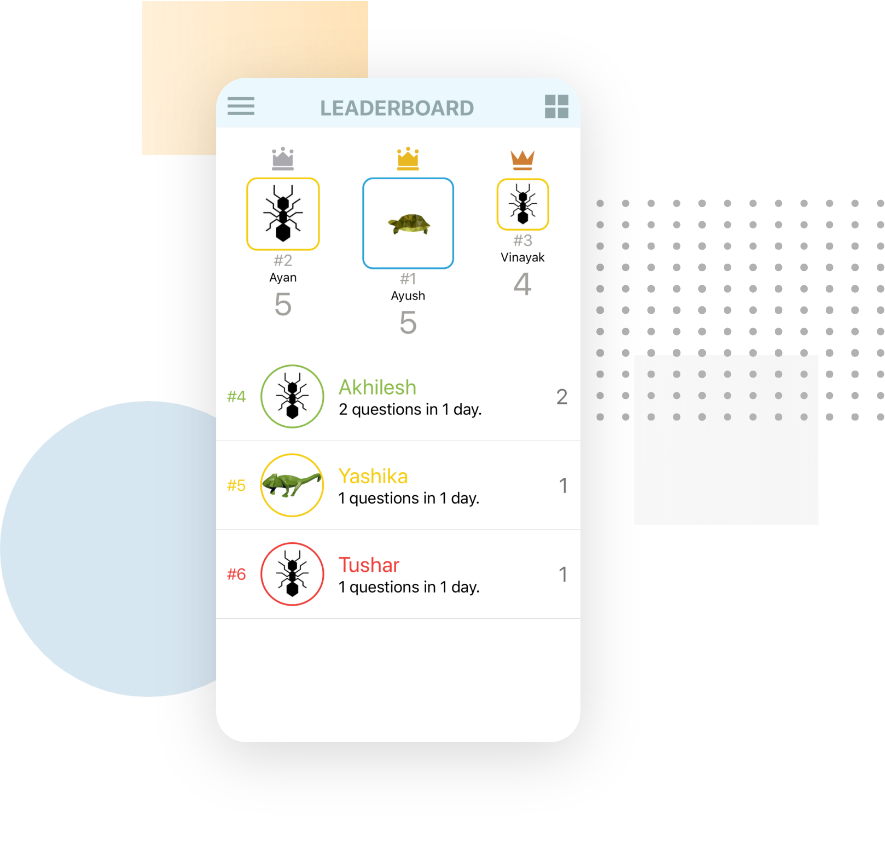 LEADERBOARD
#2
Ayan
5
#1
Ayush
5
#3
Vinayak
4
#4
Akhilesh
2 questions in 1 day.
2
#5
Yashika
1 questions in 1 day.
1
#6
Tushar
1 questions in 1 day.
1